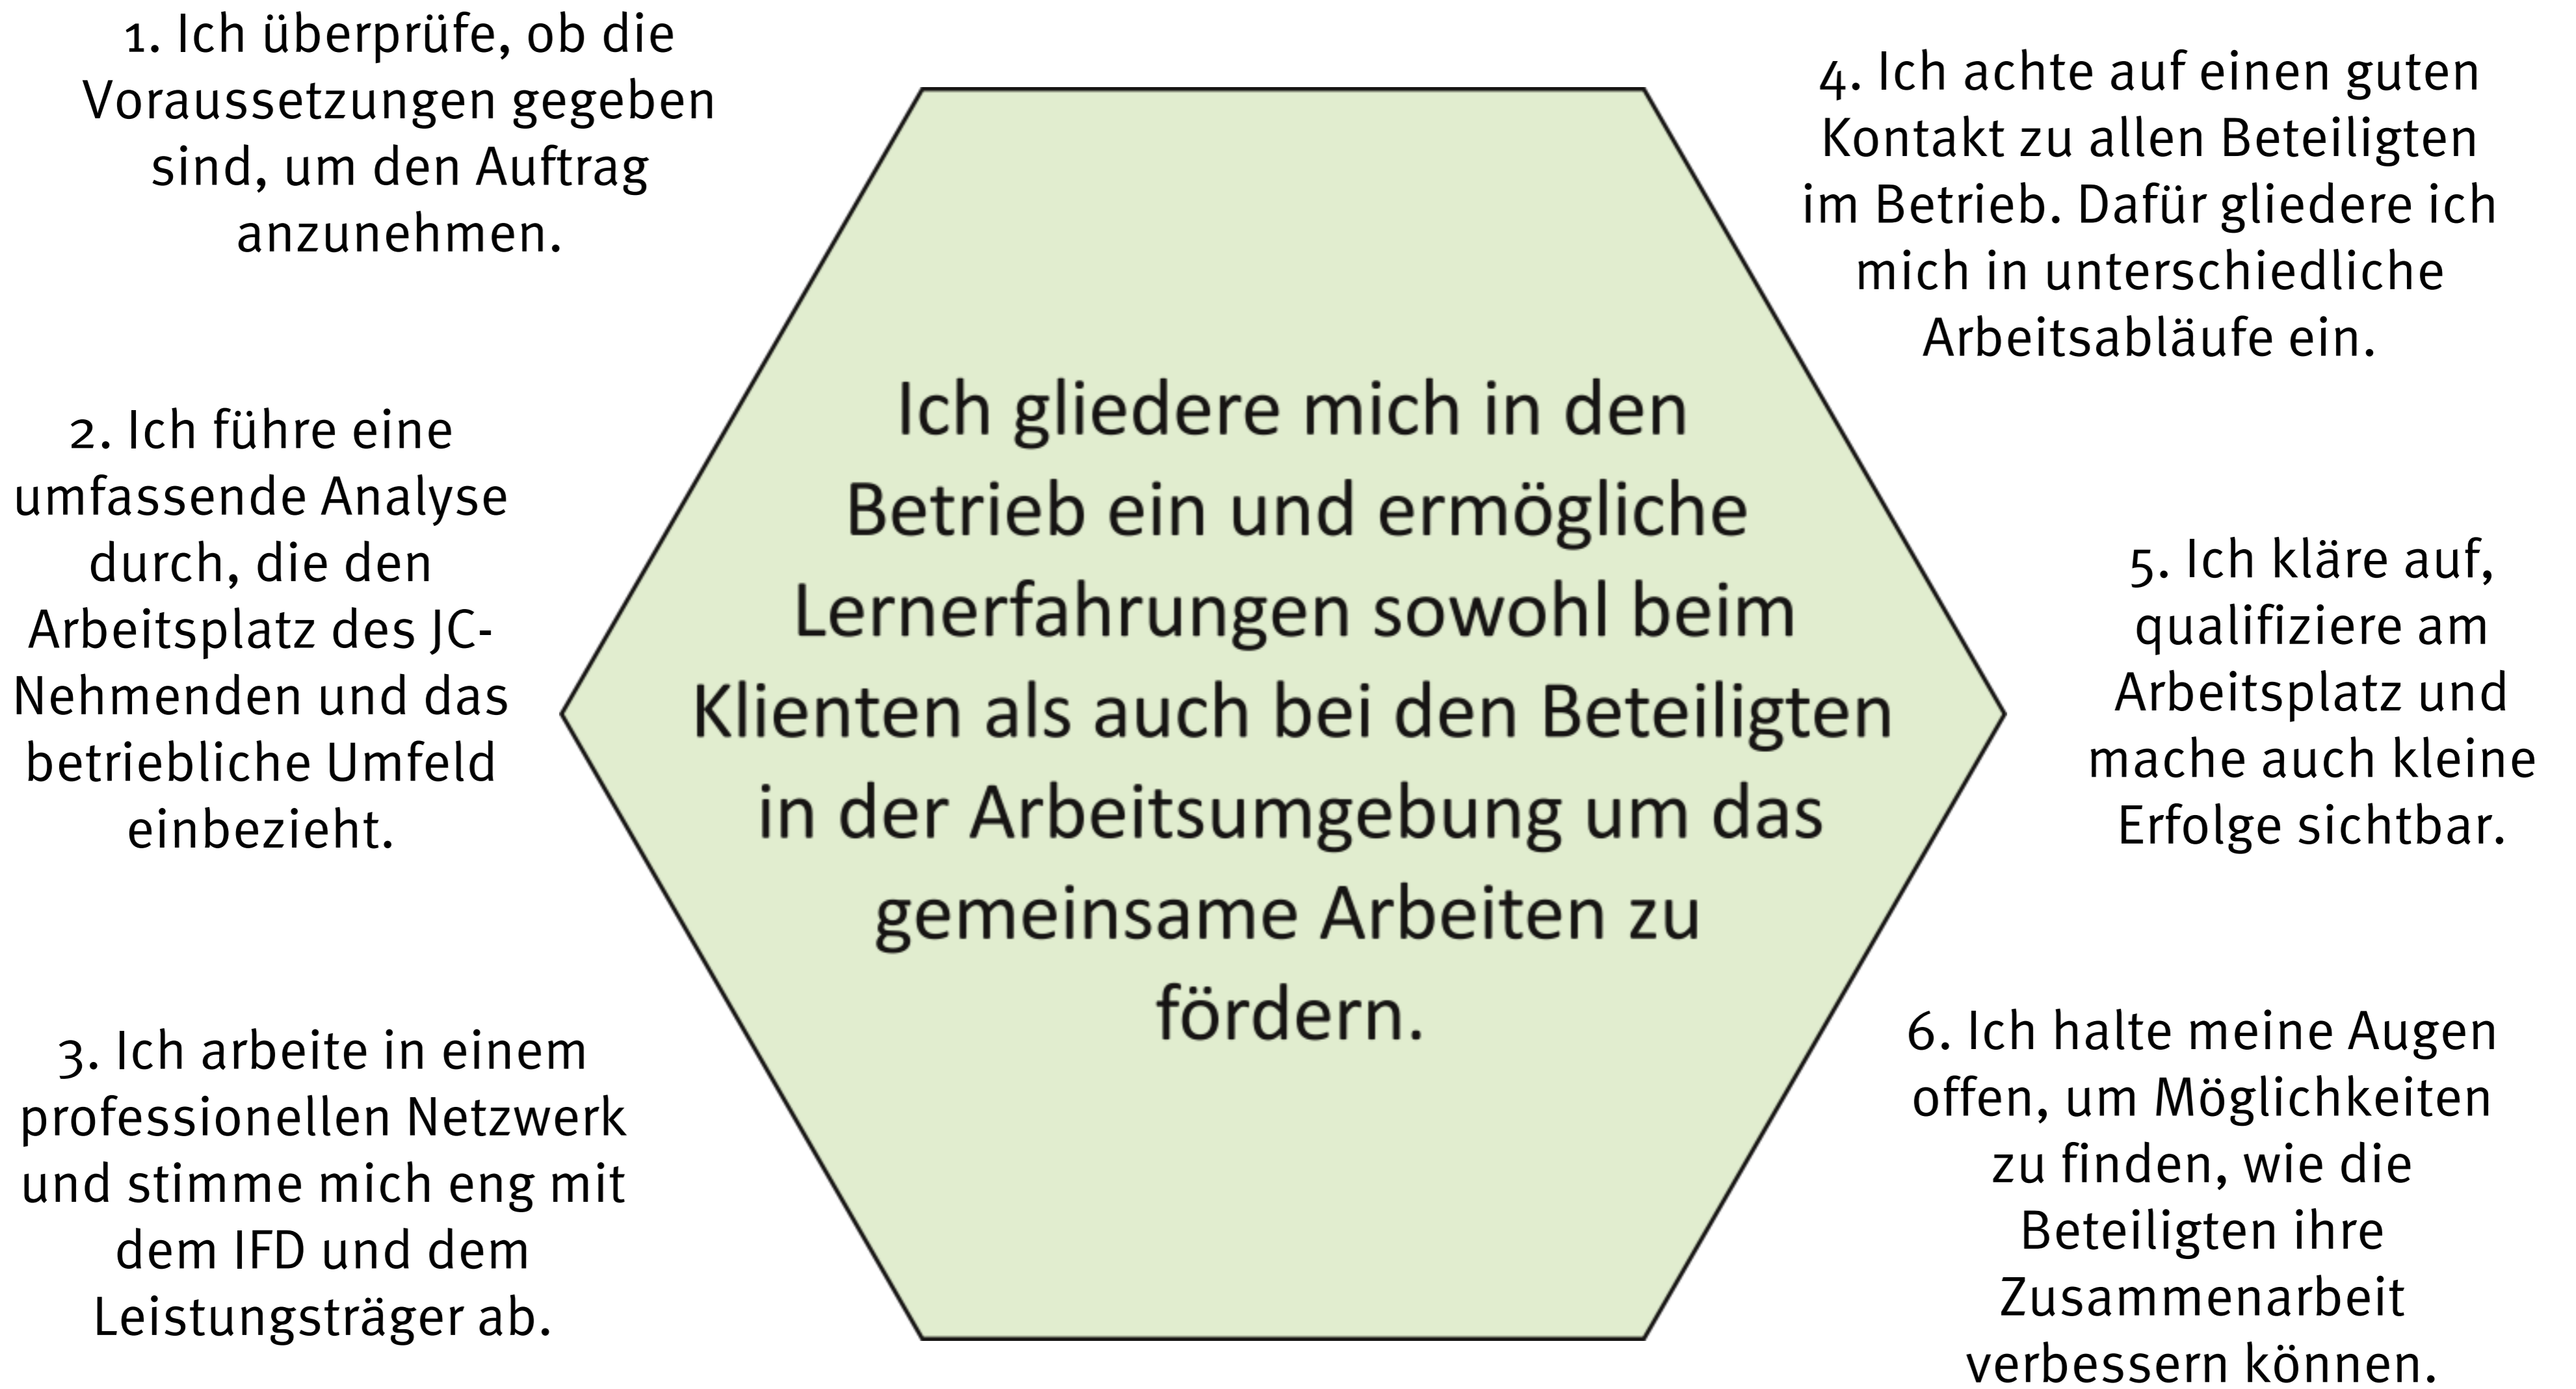 1. Ich überprüfe, ob die
Voraussetzungen gegeben
sind, um den Auftrag
anzunehmen.
2. Ich führe eine
umfassende Analyse
durch, die den
Arbeitsplatz des JC-
Nehmenden und das
betriebliche Umfeld
einbezieht.
3. Ich arbeite in einem
professionellen Netzwerk
und stimme mich eng mit
dem IFD und dem
Leistungsträger ab.
Ich gliedere mich in den
Betrieb ein und ermögliche
Lernerfahrungen sowohl beim
Klienten als auch bei den Beteiligten
in der Arbeitsumgebung um das
gemeinsame Arbeiten zu
fördern.
4. Ich achte auf einen guten
Kontakt zu allen Beteiligten
im Betrieb. Dafür gliedere ich
mich in unterschiedliche
Arbeitsabläufe ein.
5. Ich kläre auf,
qualifiziere am
Arbeitsplatz und
mache auch kleine
Erfolge sichtbar.
6. Ich halte meine Augen
offen, um Möglichkeiten
zu finden, wie die
Beteiligten ihre
Zusammenarbeit
verbessern können.